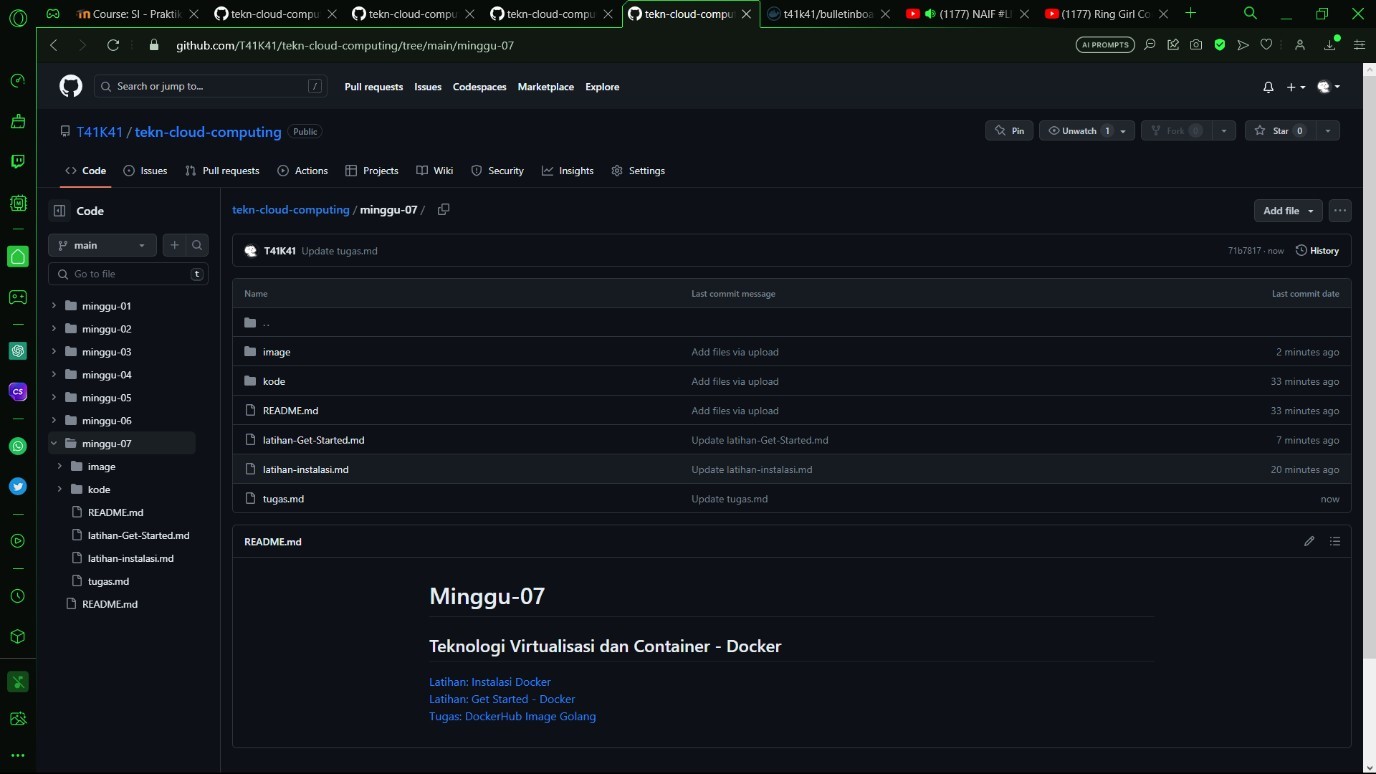 Course: SI - Praktik
tekn-cloud-compu
tekn-cloud-compu
tekn-cloud-compu
tekn-cloud-compu
t41k41/bulletinboa
(1177) NAIF #L
(1177) Ring Girl Co
github.com/T41K41/tekn-cloud-computing/tree/main/minggu-07
AI PROMPTS
Search or jump to... /
Pull requests Issues Codespaces Marketplace Explore
T41K41 / tekn-cloud-computing Public
Pin Unwatch 1 Fork 0 Star 0
Code Issues Pull requests Actions Projects Wiki Security Insights Settings
Code
main
Go to file t
minggu-01
minggu-02
minggu-03
minggu-04
minggu-05
minggu-06
minggu-07
image
kode
README.md
latihan-Get-Started.md
latihan-instalasi.md
tugas.md
README.md
tekn-cloud-computing / minggu-07 /
Add file
T41K41 Update tugas.md 71b7817 · now History
Name Last commit message Last commit date
..
image Add files via upload 2 minutes ago
kode Add files via upload 33 minutes ago
README.md Add files via upload 33 minutes ago
latihan-Get-Started.md Update latihan-Get-Started.md 7 minutes ago
latihan-instalasi.md Update latihan-instalasi.md 20 minutes ago
tugas.md Update tugas.md now
README.md
Minggu-07
Teknologi Virtualisasi dan Container - Docker
Latihan: Instalasi Docker
Latihan: Get Started - Docker
Tugas: DockerHub Image Golang